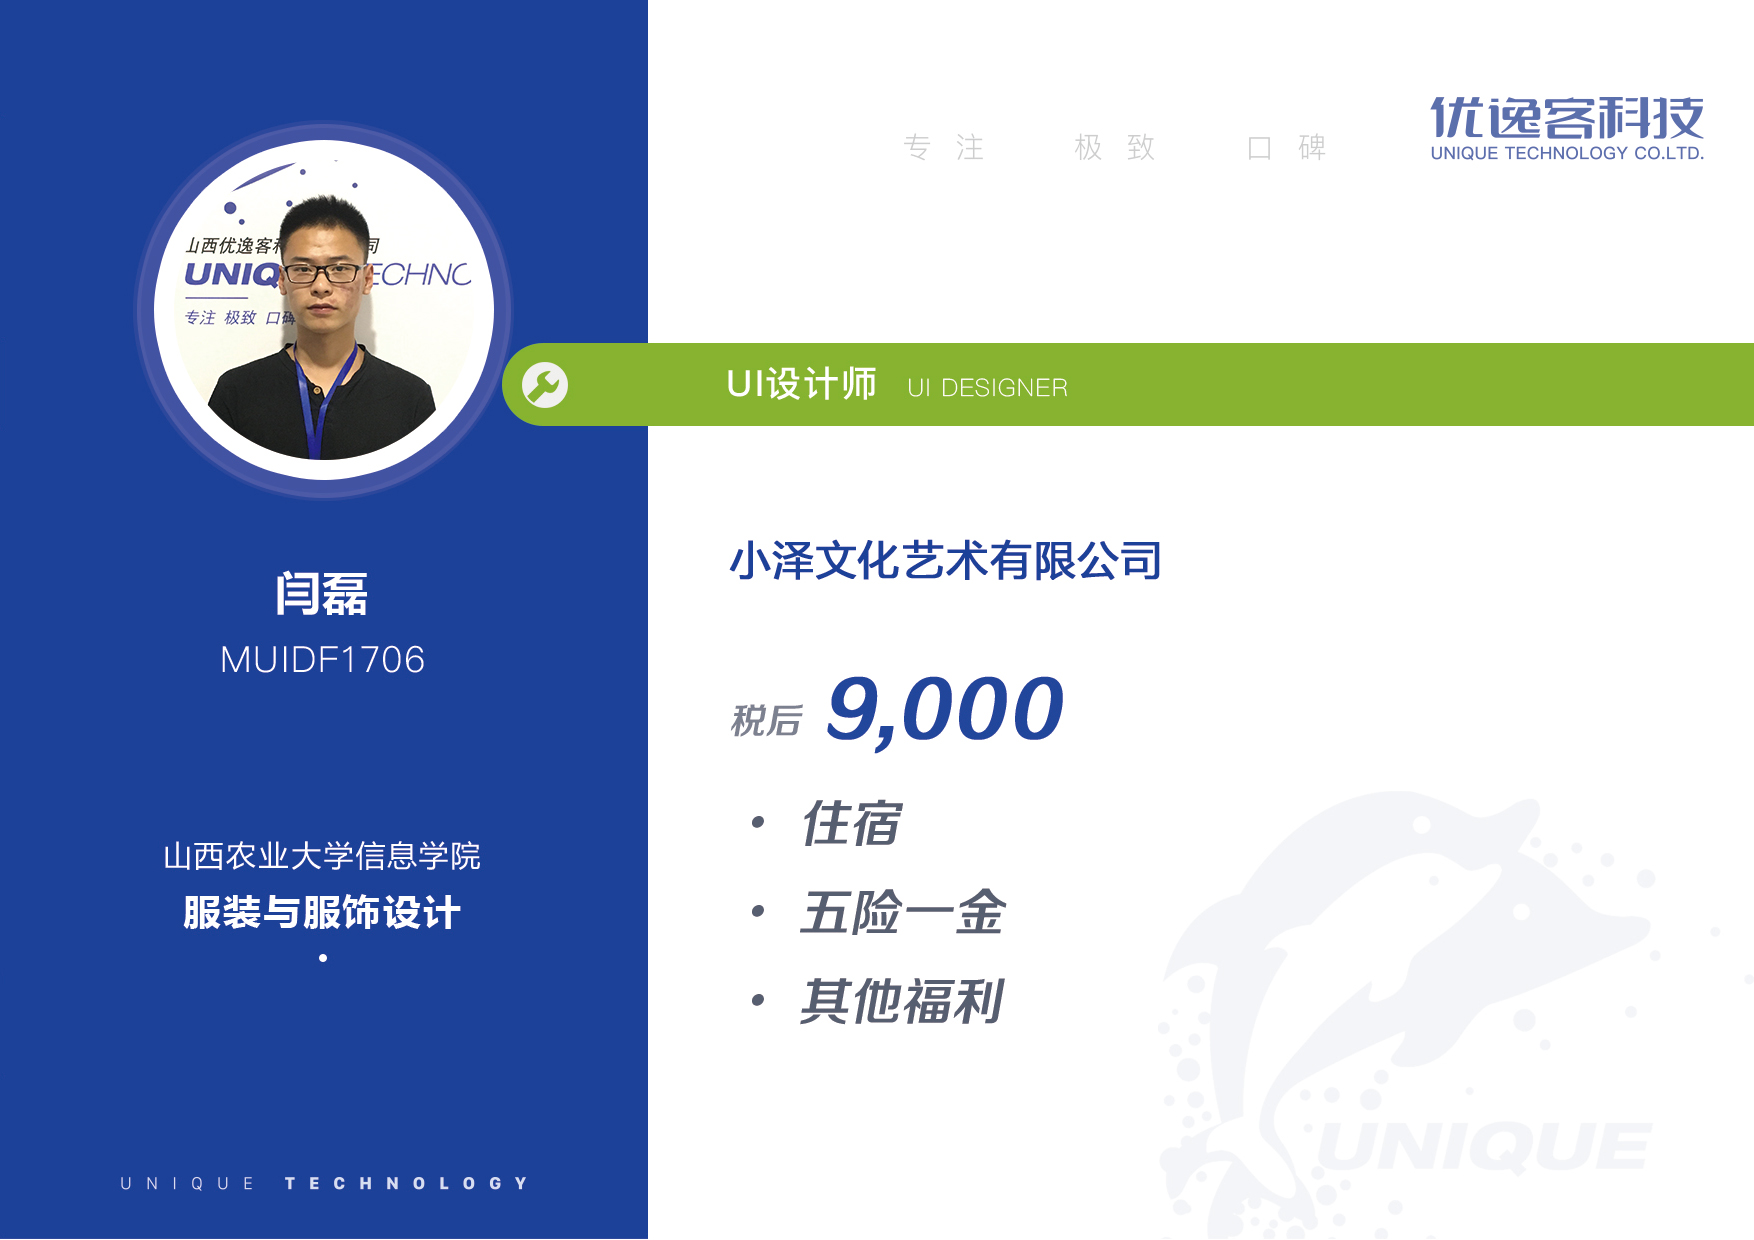 专注 极致 口碑
优逸客科技
UNIQUE TECHNOLOGY CO.LTD.
山西优逸客科 司
UNIQ ECHNO
专注 极致 口碑
UI设计师 UI DESIGNER
闫磊
MUIDF1706
山西农业大学信息学院
服装与服饰设计
UNIQUE TECHNOLOGY
小泽文化艺术有限公司
税后 9,000
• 住宿
• 五险一金
• 其他福利
UNIQUE